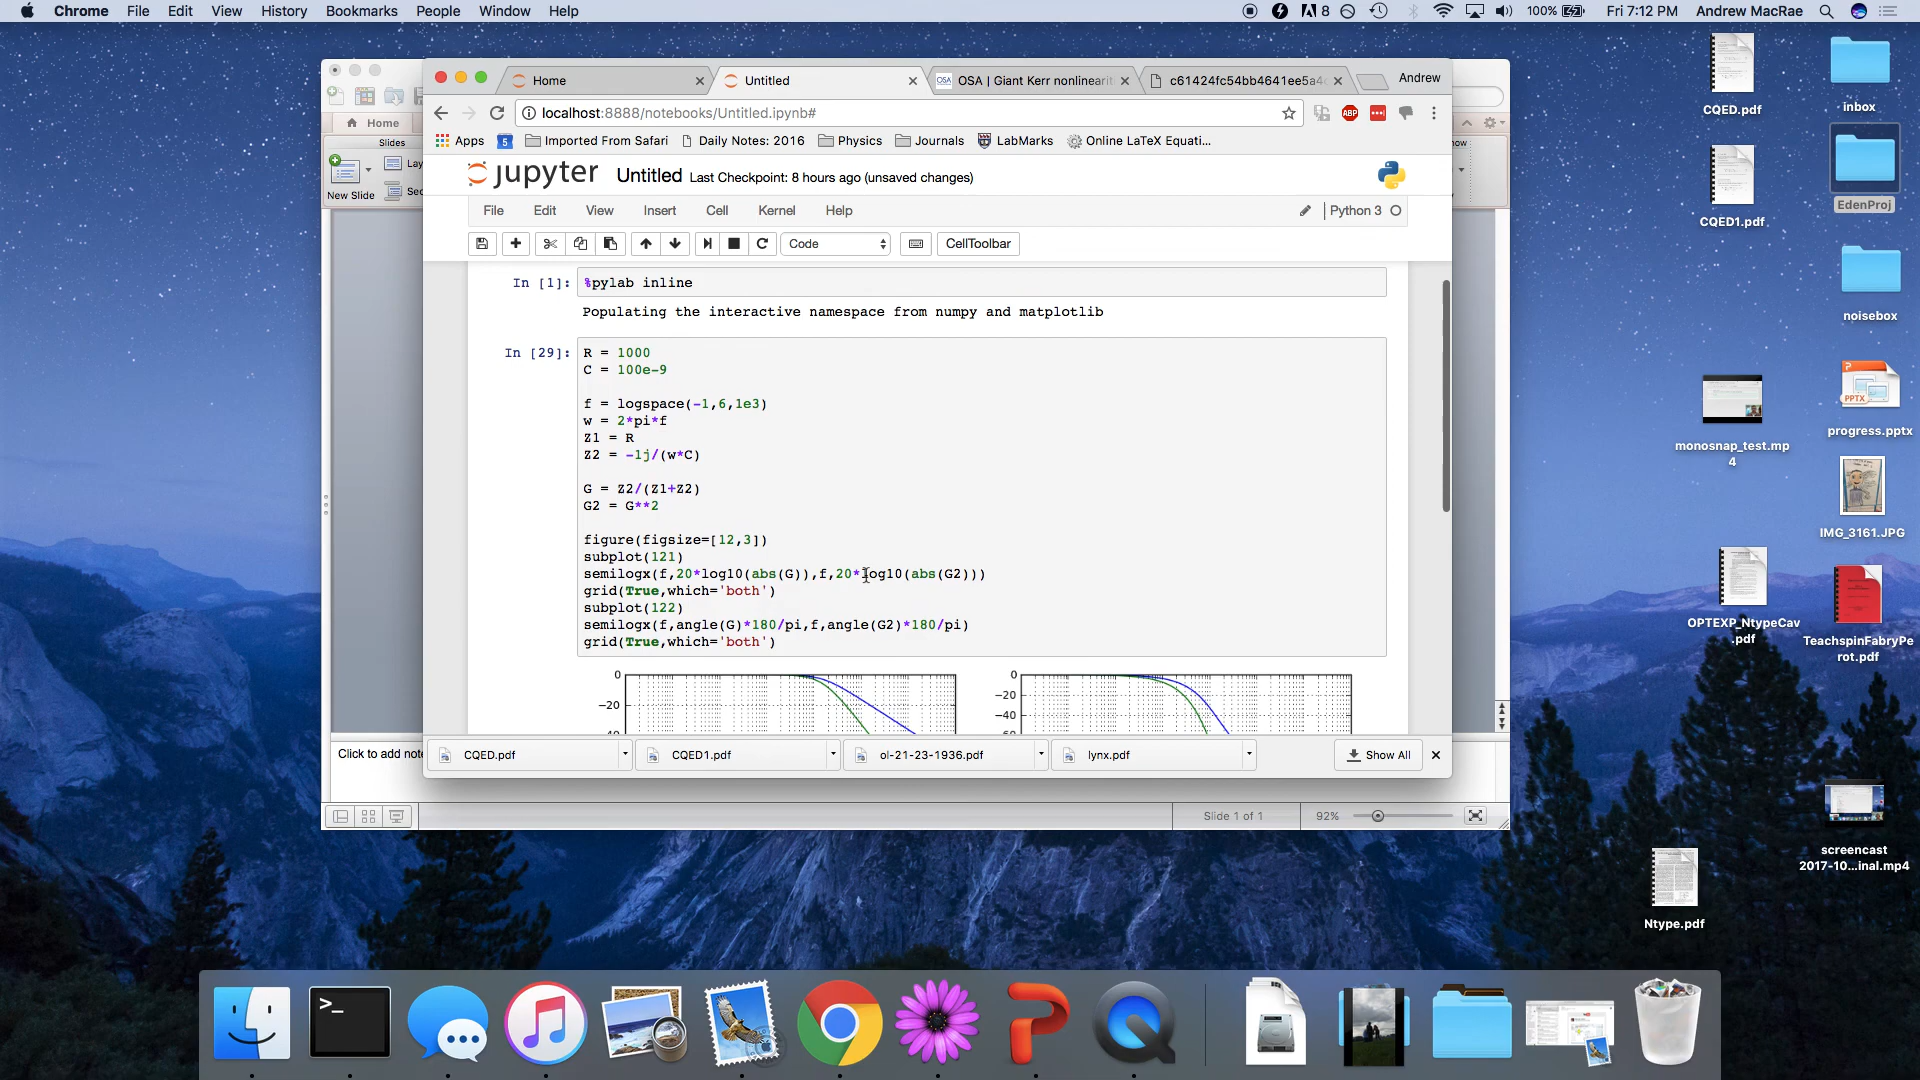 Chrome File Edit View History Bookmarks People Window Help
8 100% Fri 7:12 PM Andrew MacRae
Home
Slides
New Slide
Click to add note
Slide 1 of 1 92%
Home
Untitled
OSA | Giant Kerr nonlineariti
c61424fc54bb4641ee5a4c
Andrew
localhost:8888/notebooks/Untitled.ipynb#
Apps
Imported From Safari
Daily Notes: 2016
Physics
Journals
LabMarks
Online LaTeX Equati...
jupyter Untitled Last Checkpoint: 8 hours ago (unsaved changes)
File Edit View Insert Cell Kernel Help
Python 3
Code
CellToolbar
In [1]: %pylab inline
Populating the interactive namespace from numpy and matplotlib
In [29]: R = 1000
C = 100e-9
f = logspace(-1,6,1e3)
w = 2*pi*f
Z1 = R
Z2 = -1j/(w*C)
G = Z2/(Z1+Z2)
G2 = G**2
figure(figsize=[12,3])
subplot(121)
semilogx(f,20*log10(abs(G)),f,20*log10(abs(G2)))
grid(True,which='both')
subplot(122)
semilogx(f,angle(G)*180/pi,f,angle(G2)*180/pi)
grid(True,which='both')
0
−20
0
−20
−40
CQED.pdf
CQED1.pdf
ol-21-23-1936.pdf
lynx.pdf
Show All
CQED.pdf
inbox
CQED1.pdf
EdenProj
noisebox
PPTX
progress.pptx
monosnap_test.mp
4
IMG_3161.JPG
OPTEXP_NtypeCav
.pdf
TeachspinFabryPe
rot.pdf
screencast
2017-10...inal.mp4
Ntype.pdf